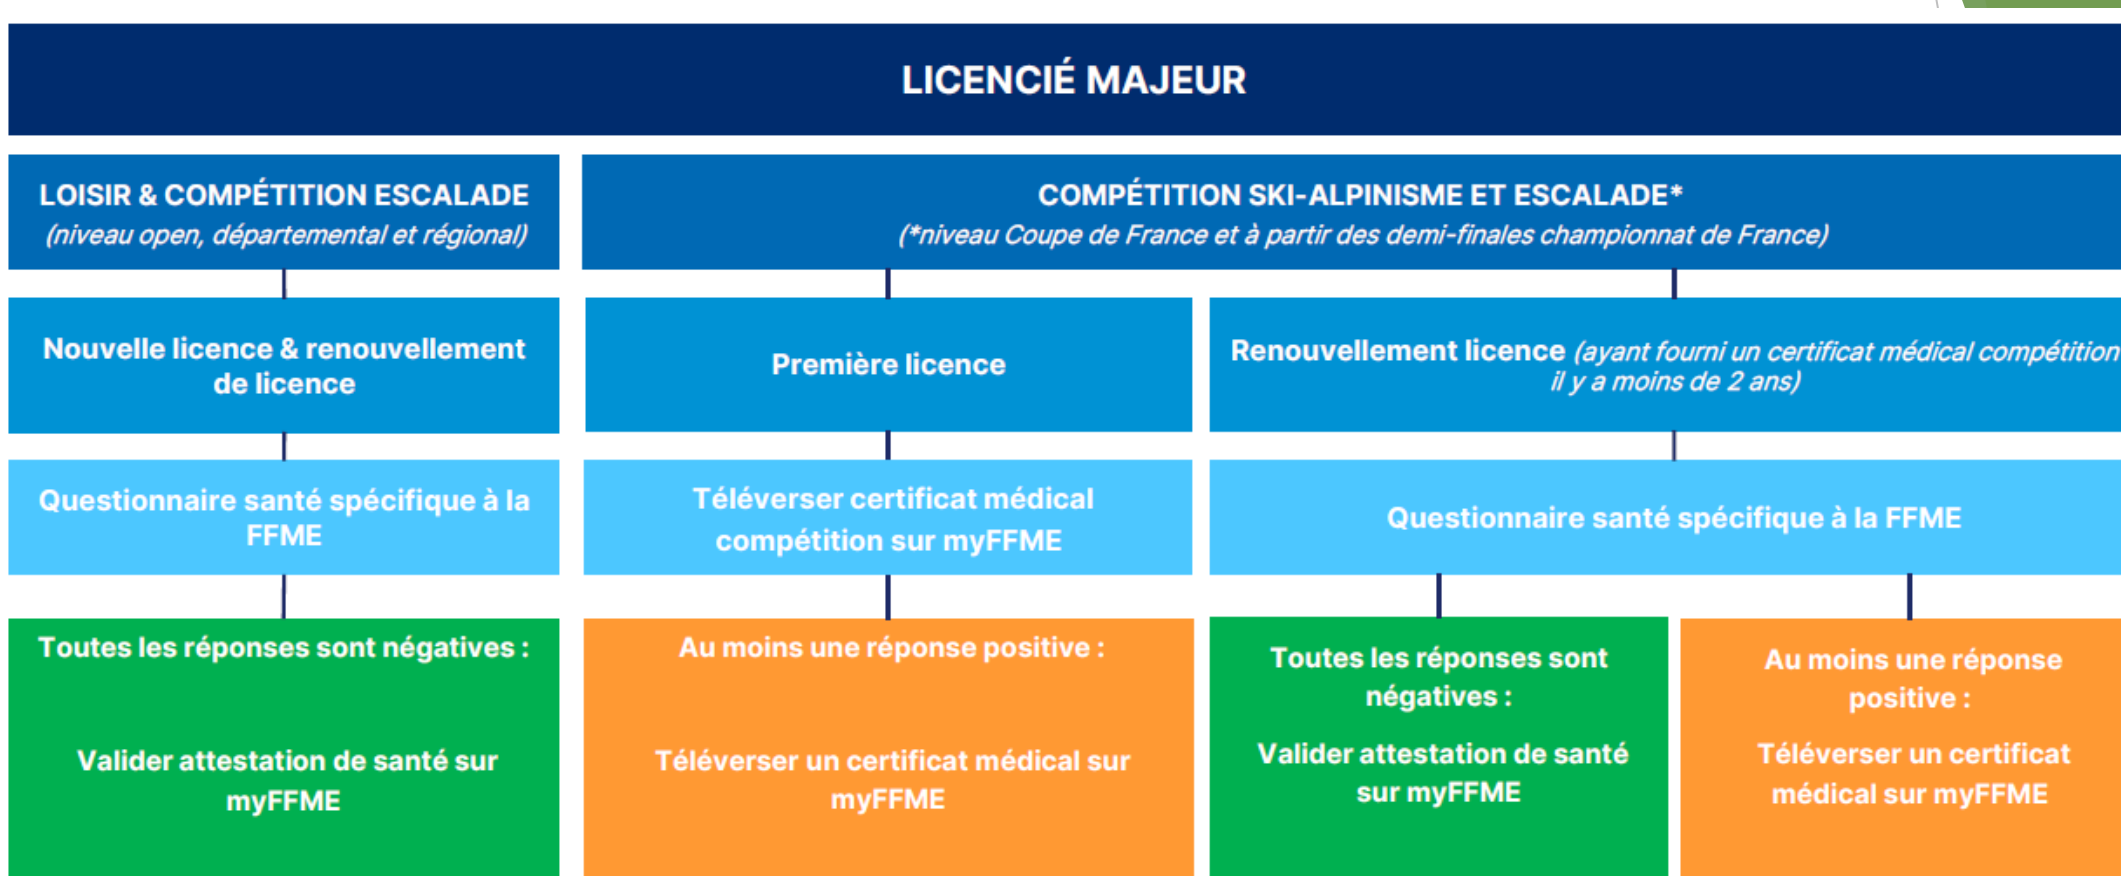 LICENCIÉ MAJEUR
LOISIR & COMPÉTITION ESCALADE
(niveau open, départemental et régional)
COMPÉTITION SKI-ALPINISME ET ESCALADE*
(*niveau Coupe de France et à partir des demi-finales championnat de France)
Nouvelle licence & renouvellement
de licence
Première licence
Renouvellement licence (ayant fourni un certificat médical compétition
il y a moins de 2 ans)
Questionnaire santé spécifique à la
FFME
Téléverser certificat médical
compétition sur myFFME
Questionnaire santé spécifique à la FFME
Toutes les réponses sont négatives :
Valider attestation de santé sur
myFFME
Au moins une réponse positive :
Téléverser un certificat médical sur
myFFME
Toutes les réponses sont
négatives :
Valider attestation de santé
sur myFFME
Au moins une réponse
positive :
Téléverser un certificat
médical sur myFFME